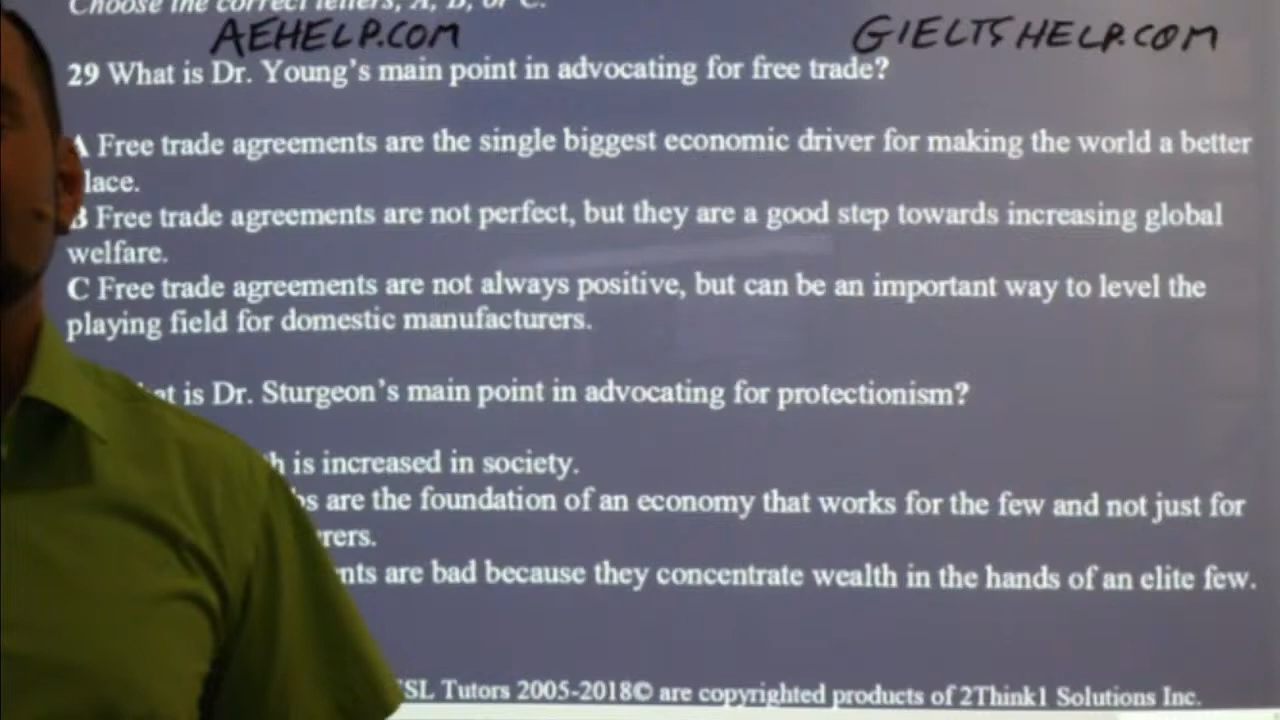 Choose the correct letters, A, B, or C.
AEHELP.COM GIELTSHELP.COM
29 What is Dr. Young's main point in advocating for free trade?
A Free trade agreements are the single biggest economic driver for making the world a better
lace.
B Free trade agreements are not perfect, but they are a good step towards increasing global
welfare.
C Free trade agreements are not always positive, but can be an important way to level the
playing field for domestic manufacturers.
is Dr. Sturgeon's main point in advocating for protectionism?
is increased in society.
are the foundation of an economy that works for the few and not just for
rers.
are bad because they concentrate wealth in the hands of an elite few.
SL Tutors 2005-2018© are copyrighted products of 2Think1 Solutions Inc.